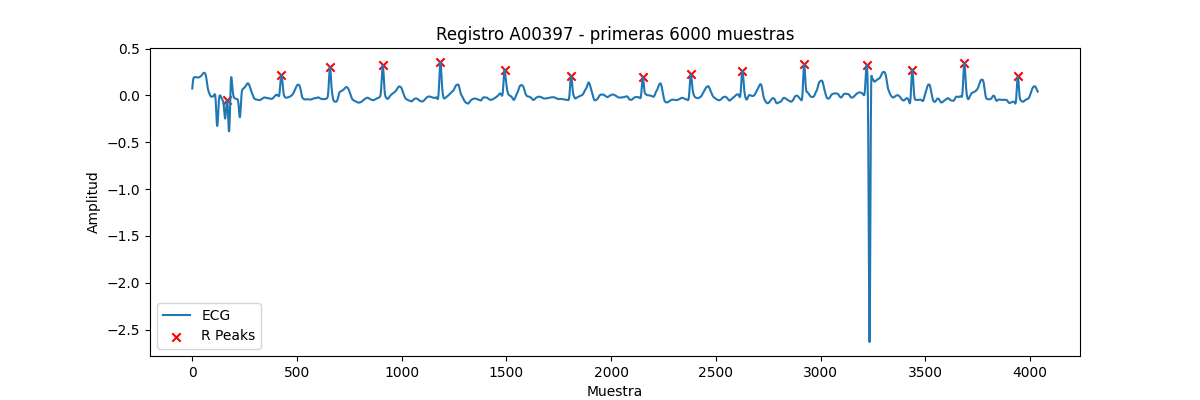 Registro A00397 - primeras 6000 muestras
0.5
0.0
−0.5
−1.0
−1.5
−2.0
−2.5
Amplitud
ECG
R Peaks
0 500 1000 1500 2000 2500 3000 3500 4000
Muestra